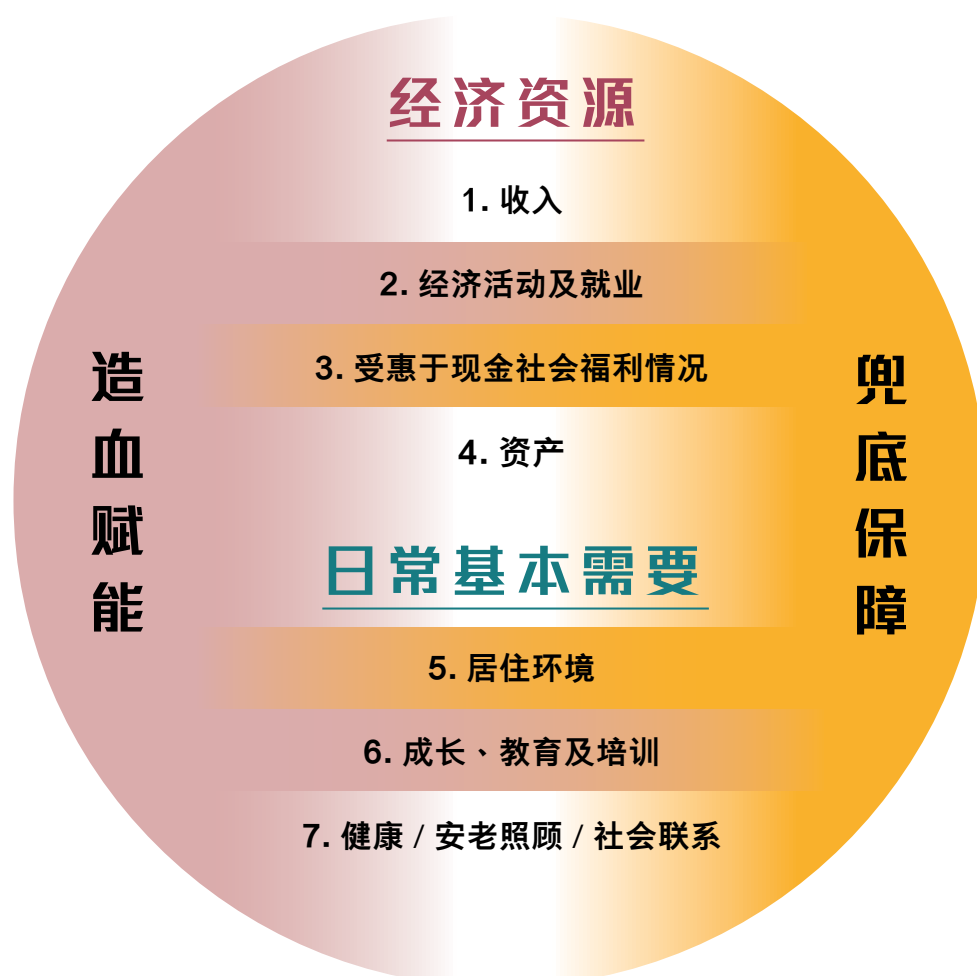 经济资源
1. 收入
2. 经济活动及就业
3. 受惠于现金社会福利情况
4. 资产
造血赋能
兜底保障
日常基本需要
5. 居住环境
6. 成长、教育及培训
7. 健康 / 安老照顾 / 社会联系